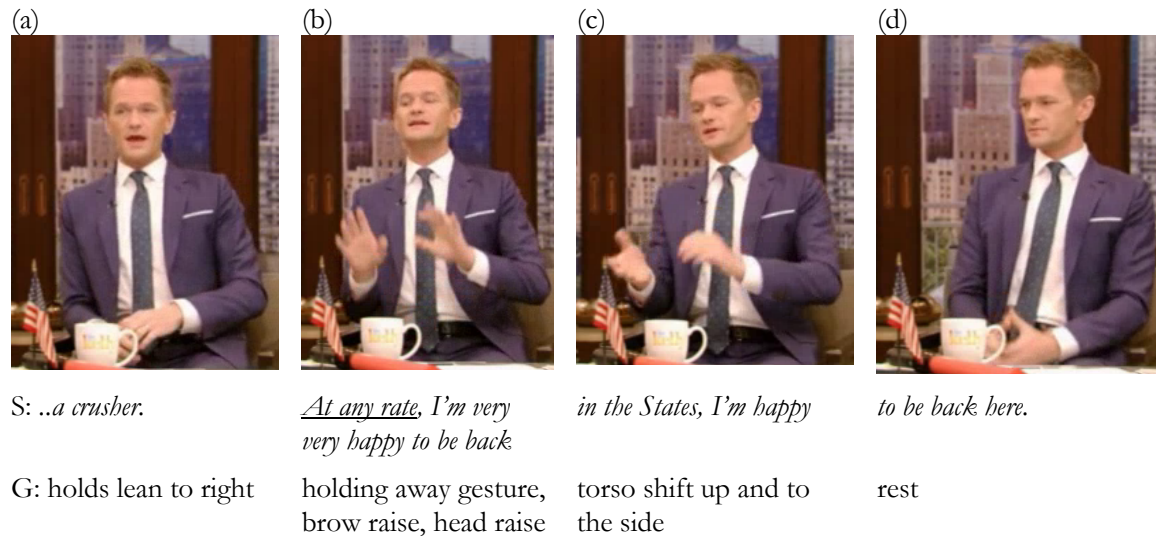 (a) (b) (c) (d)
S: ..a crusher. At any rate, I'm very in the States, I'm happy to be back here.
very happy to be back
G: holds lean to right holding away gesture, torso shift up and to rest
brow raise, head raise the side